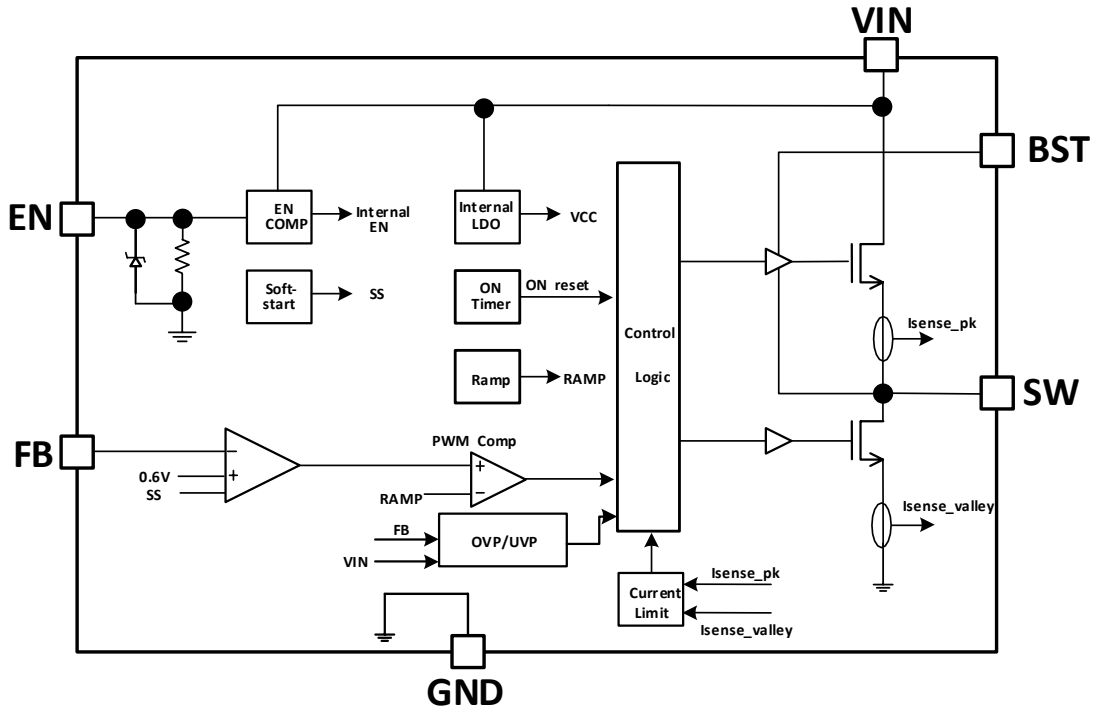 VIN
BST
EN
EN
COMP
Internal
EN
Internal
LDO
VCC
Soft-
start
SS
ON
Timer
ON_reset
Control
Logic
Isense_pk
Ramp
RAMP
SW
FB
PWM Comp
0.6V
SS
+
−
+
−
RAMP
FB
VIN
OVP/UVP
Isense_valley
Current
Limit
Isense_pk
Isense_valley
GND